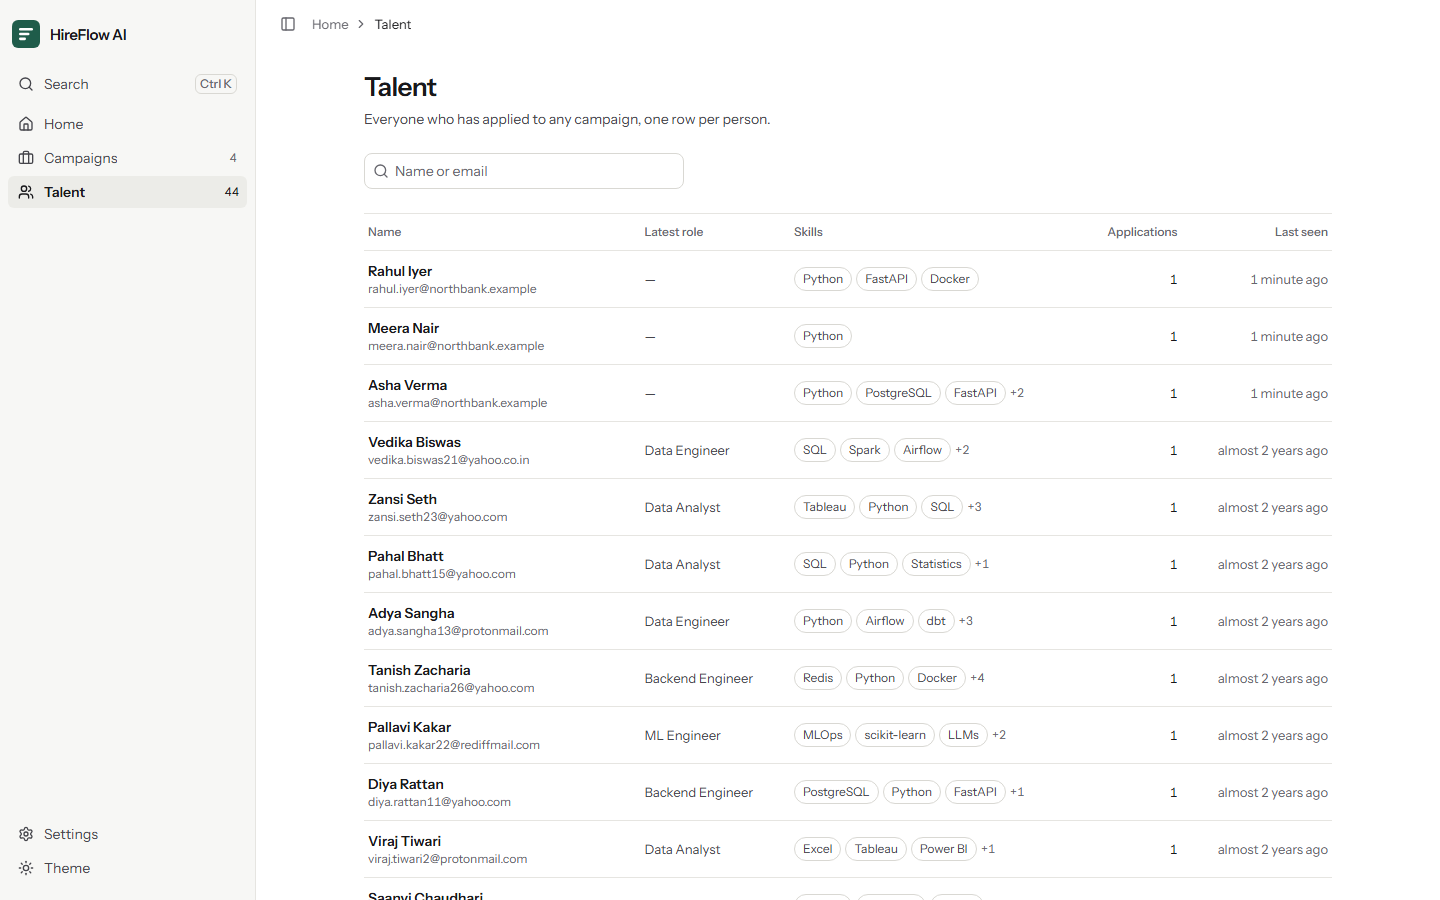 HireFlow AI
Search
Ctrl K
Home
Campaigns 4
Talent 44
Settings
Theme
Home > Talent
Talent
Everyone who has applied to any campaign, one row per person.
Name or email
Name Latest role Skills Applications Last seen
Rahul Iyer
rahul.iyer@northbank.example
— Python FastAPI Docker 1 1 minute ago
Meera Nair
meera.nair@northbank.example
— Python 1 1 minute ago
Asha Verma
asha.verma@northbank.example
— Python PostgreSQL FastAPI +2 1 1 minute ago
Vedika Biswas
vedika.biswas21@yahoo.co.in
Data Engineer SQL Spark Airflow +2 1 almost 2 years ago
Zansi Seth
zansi.seth23@yahoo.com
Data Analyst Tableau Python SQL +3 1 almost 2 years ago
Pahal Bhatt
pahal.bhatt15@yahoo.com
Data Analyst SQL Python Statistics +1 1 almost 2 years ago
Adya Sangha
adya.sangha13@protonmail.com
Data Engineer Python Airflow dbt +3 1 almost 2 years ago
Tanish Zacharia
tanish.zacharia26@yahoo.com
Backend Engineer Redis Python Docker +4 1 almost 2 years ago
Pallavi Kakar
pallavi.kakar22@rediffmail.com
ML Engineer MLOps scikit-learn LLMs +2 1 almost 2 years ago
Diya Rattan
diya.rattan11@yahoo.com
Backend Engineer PostgreSQL Python FastAPI +1 1 almost 2 years ago
Viraj Tiwari
viraj.tiwari2@protonmail.com
Data Analyst Excel Tableau Power BI +1 1 almost 2 years ago
Saanvi Chaudhari